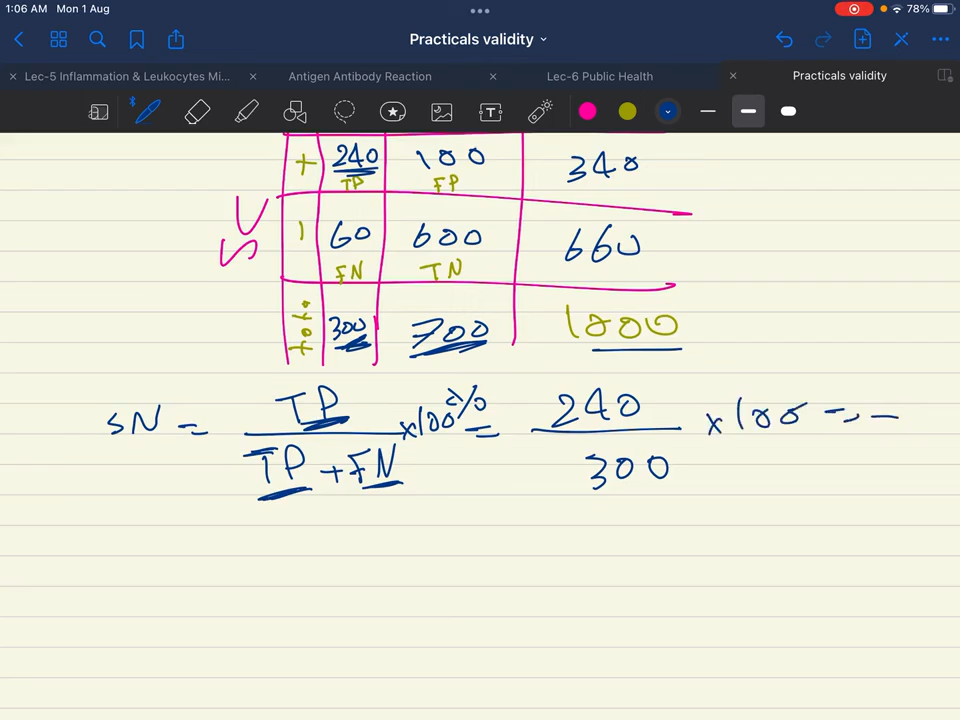 1:06 AM Mon 1 Aug 78%
Practicals validity
Lec-5 Inflammation & Leukocytes Mi... Antigen Antibody Reaction Lec-6 Public Health Practicals validity
+ 240 100 340
TP FP
60 600 660
FN TN
total 300 700 1000
SN = TP / TP + FN ×100% = 240 / 300 ×100 =